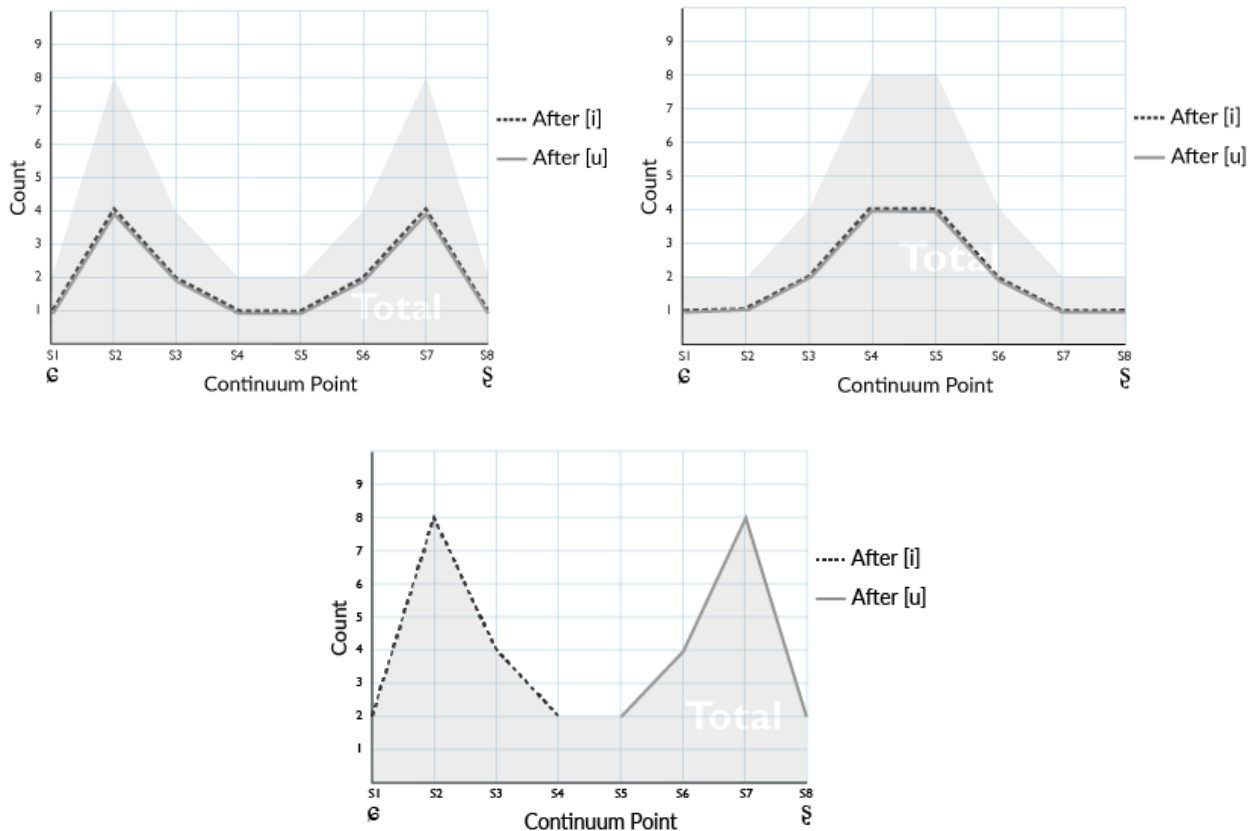 9
8
7
6
5
4
3
2
1
Count
S1 S2 S3 S4 S5 S6 S7 S8
ɕ ʂ
Continuum Point
Total
After [i]
After [u]
9
8
7
6
5
4
3
2
1
Count
S1 S2 S3 S4 S5 S6 S7 S8
ɕ ʂ
Continuum Point
Total
After [i]
After [u]
9
8
7
6
5
4
3
2
1
Count
S1 S2 S3 S4 S5 S6 S7 S8
ɕ ʂ
Continuum Point
Total
After [i]
After [u]